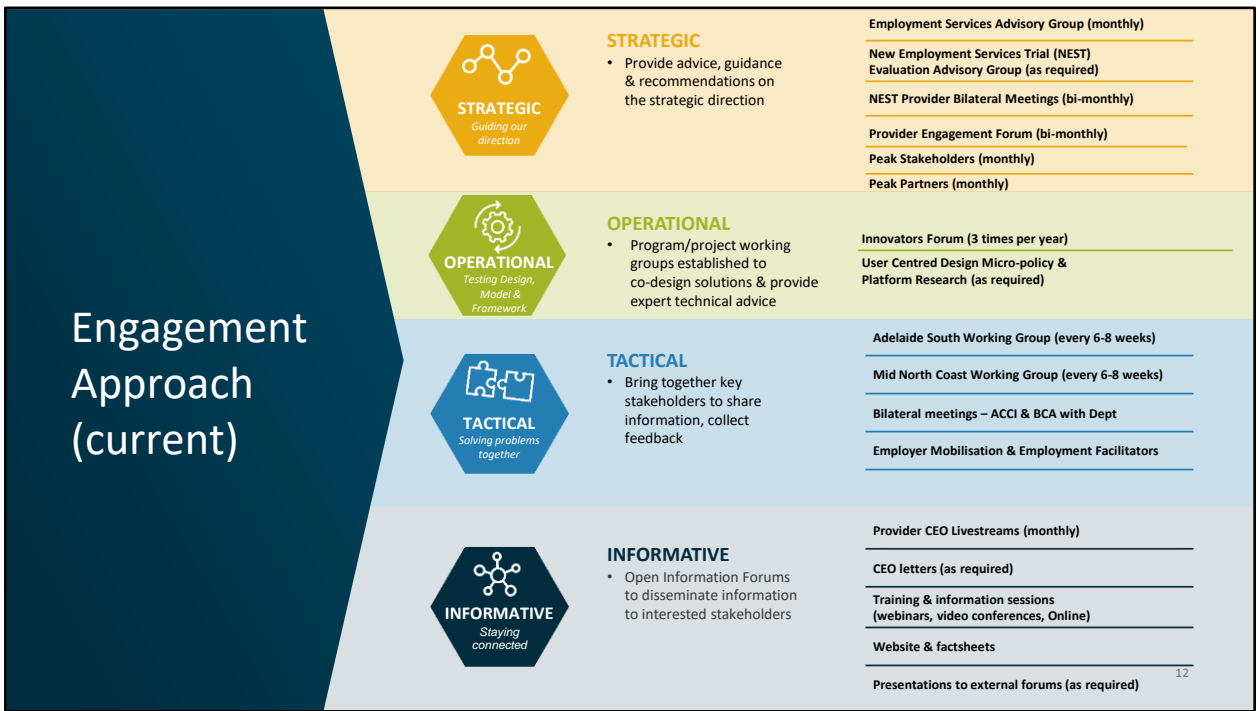 Engagement
Approach
(current)
STRATEGIC
Guiding our
direction
STRATEGIC
• Provide advice, guidance
& recommendations on
the strategic direction
Employment Services Advisory Group (monthly)
New Employment Services Trial (NEST)
Evaluation Advisory Group (as required)
NEST Provider Bilateral Meetings (bi-monthly)
Provider Engagement Forum (bi-monthly)
Peak Stakeholders (monthly)
Peak Partners (monthly)
OPERATIONAL
Testing Design,
Model &
Framework
OPERATIONAL
• Program/project working
groups established to
co-design solutions & provide
expert technical advice
Innovators Forum (3 times per year)
User Centred Design Micro-policy &
Platform Research (as required)
TACTICAL
Solving problems
together
TACTICAL
• Bring together key
stakeholders to share
information, collect
feedback
Adelaide South Working Group (every 6-8 weeks)
Mid North Coast Working Group (every 6-8 weeks)
Bilateral meetings – ACCI & BCA with Dept
Employer Mobilisation & Employment Facilitators
INFORMATIVE
Staying
connected
INFORMATIVE
• Open Information Forums
to disseminate information
to interested stakeholders
Provider CEO Livestreams (monthly)
CEO letters (as required)
Training & information sessions
(webinars, video conferences, Online)
Website & factsheets
Presentations to external forums (as required)
12